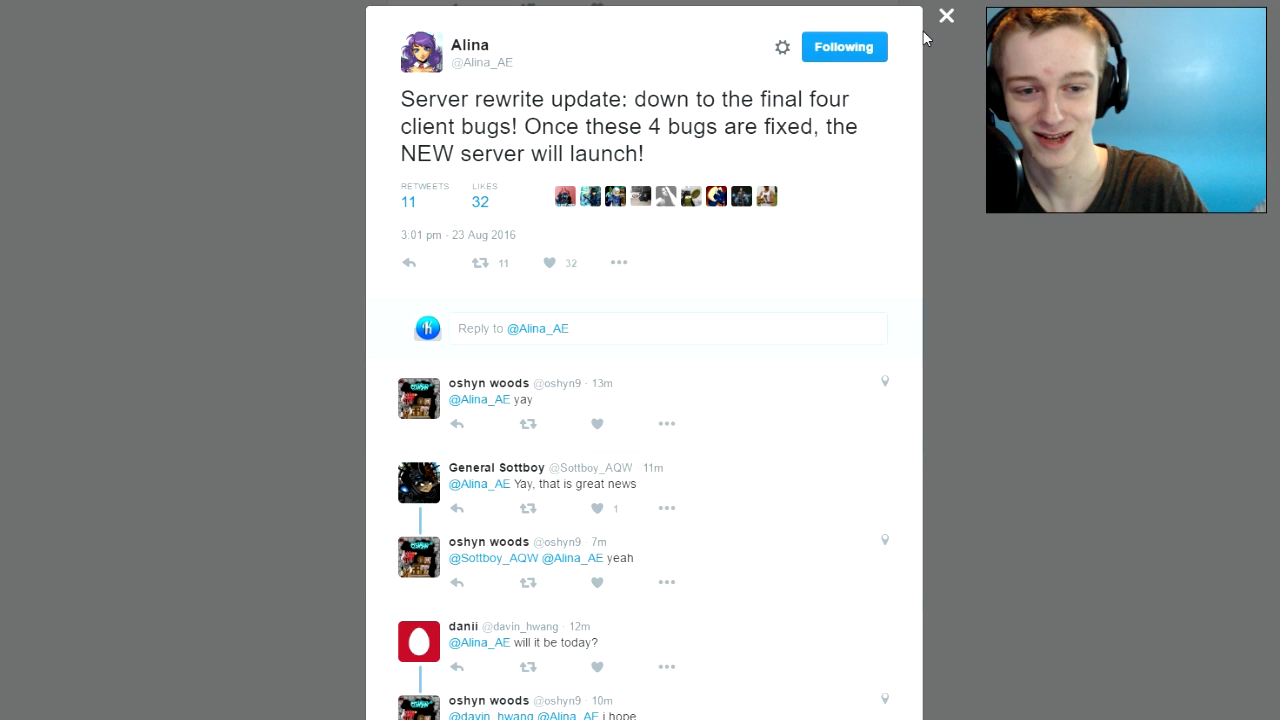 Alina
@Alina_AE
Following
Server rewrite update: down to the final four
client bugs! Once these 4 bugs are fixed, the
NEW server will launch!
RETWEETS LIKES
11 32
3:01 pm - 23 Aug 2016
11 32
Reply to @Alina_AE
oshyn woods @oshyn9 · 13m
@Alina_AE yay
General Sottboy @Sottboy_AQW 11m
@Alina_AE Yay, that is great news
1
oshyn woods @oshyn9 · 7m
@Sottboy_AQW @Alina_AE yeah
danii @davin_hwang · 12m
@Alina_AE will it be today?
oshyn woods @oshyn9 · 10m
@davin_hwang @Alina_AE i hope